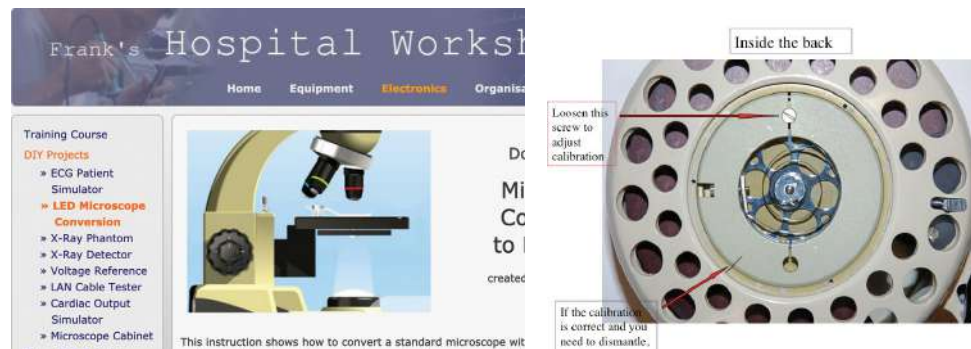 Frank's Hospital Works
Home Equipment Electronics Organisa
Training Course
DIY Projects
» ECG Patient
Simulator
» LED Microscope
Conversion
» X-Ray Phantom
» X-Ray Detector
» Voltage Reference
» LAN Cable Tester
» Cardiac Output
Simulator
» Microscope Cabinet
Do
Mi
Co
to
created
This instruction shows how to convert a standard microscope wit
Inside the back
Loosen this
screw to
adjust
calibration
If the calibration
is correct and you
need to dismantle,